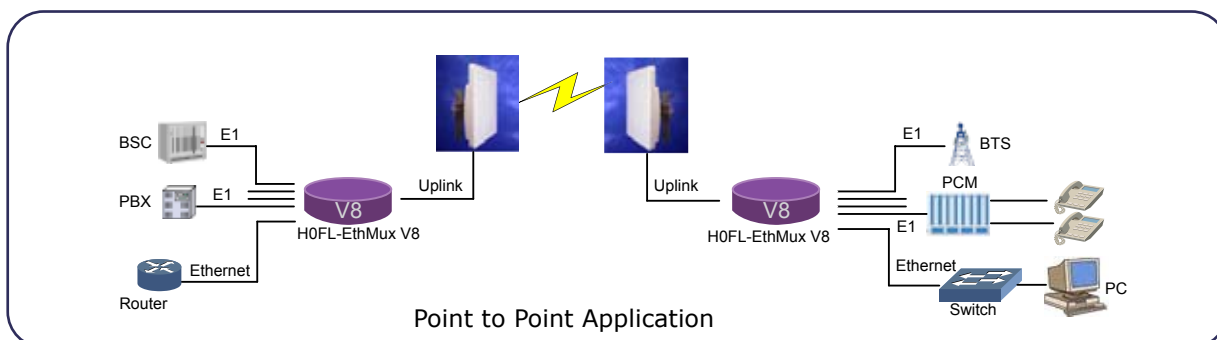 BSC
E1
PBX
E1
V8
H0FL-EthMux V8
Uplink
Ethernet
Router
Uplink
V8
H0FL-EthMux V8
E1
BTS
PCM
E1
Ethernet
Switch
PC
Point to Point Application